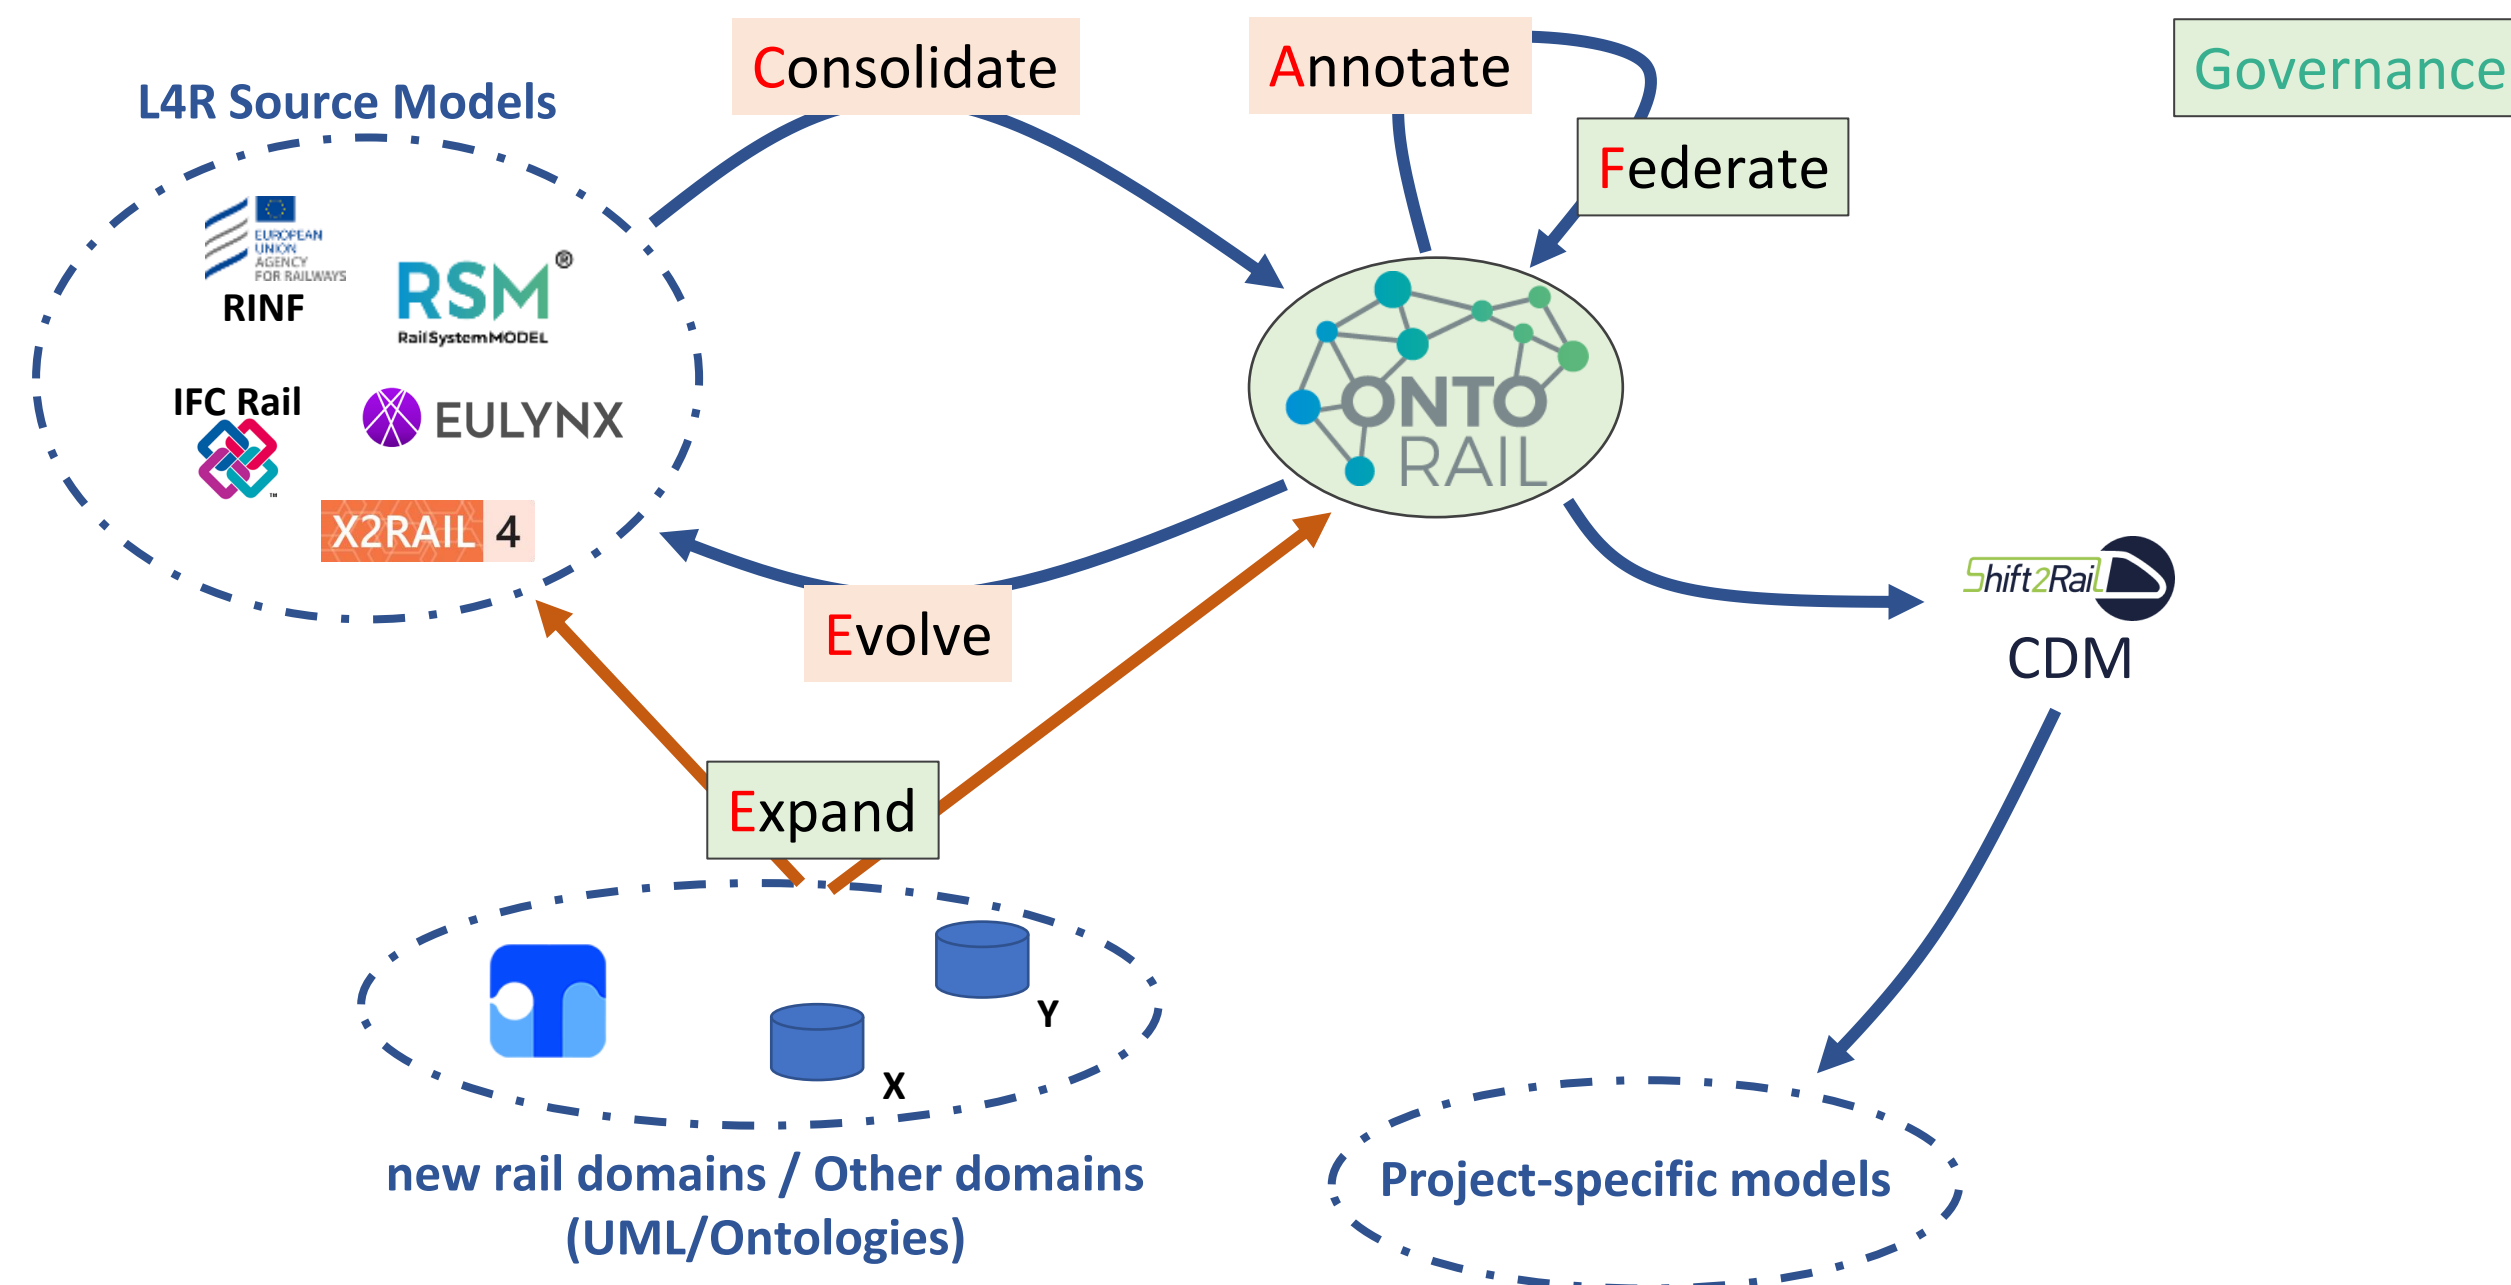 Consolidate
Annotate
Governance
L4R Source Models
Federate
EUROPEAN
UNION
AGENCY
FOR RAILWAYS
RINF
RSM®
RailSystemMODEL
IFC Rail
EULYNX
TM
X2RAIL 4
ONTO
RAIL
Evolve
Shift2Rail
CDM
Expand
Y
X
new rail domains / Other domains
(UML/Ontologies)
Project-specific models